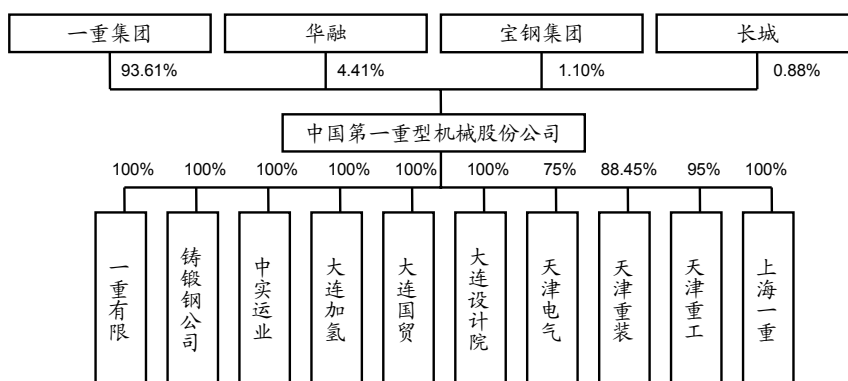 一重集团
华融
宝钢集团
长城
93.61%
4.41%
1.10%
0.88%
中国第一重型机械股份公司
100%
100%
100%
100%
100%
100%
75%
88.45%
95%
100%
一重有限
铸锻钢公司
中实运业
大连加氢
大连国贸
大连设计院
天津电气
天津重装
天津重工
上海一重